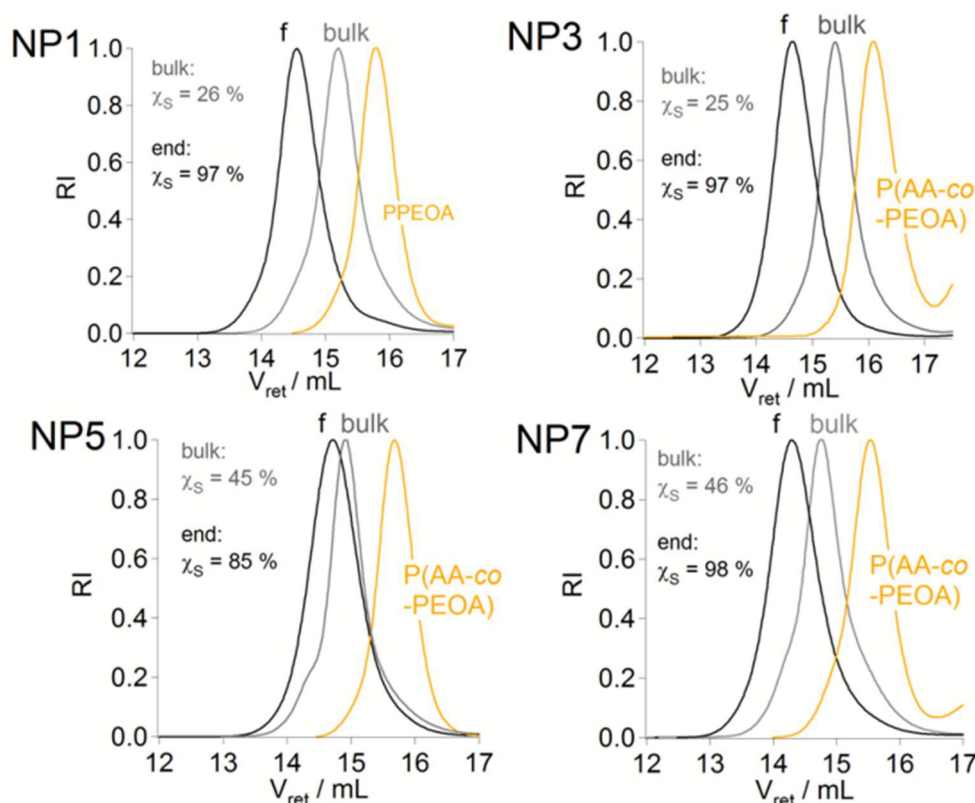 NP1
f bulk
1.0
0.8
0.6
0.4
0.2
0.0
RI
bulk:
χS = 26 %
end:
χS = 97 %
PPEOA
12 13 14 15 16 17
Vret / mL
NP3
f bulk
1.0
0.8
0.6
0.4
0.2
0.0
RI
bulk:
χS = 25 %
end:
χS = 97 %
P(AA-co
-PEOA)
12 13 14 15 16 17
Vret / mL
NP5
f bulk
1.0
0.8
0.6
0.4
0.2
0.0
RI
bulk:
χS = 45 %
end:
χS = 85 %
P(AA-co
-PEOA)
12 13 14 15 16 17
Vret / mL
NP7
f bulk
1.0
0.8
0.6
0.4
0.2
0.0
RI
bulk:
χS = 46 %
end:
χS = 98 %
P(AA-co
-PEOA)
12 13 14 15 16 17
Vret / mL